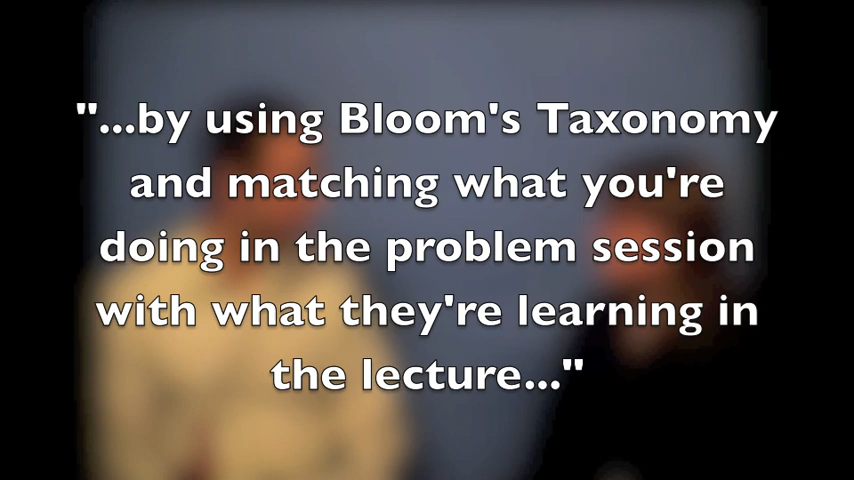 "...by using Bloom's Taxonomy
and matching what you're
doing in the problem session
with what they're learning in
the lecture..."